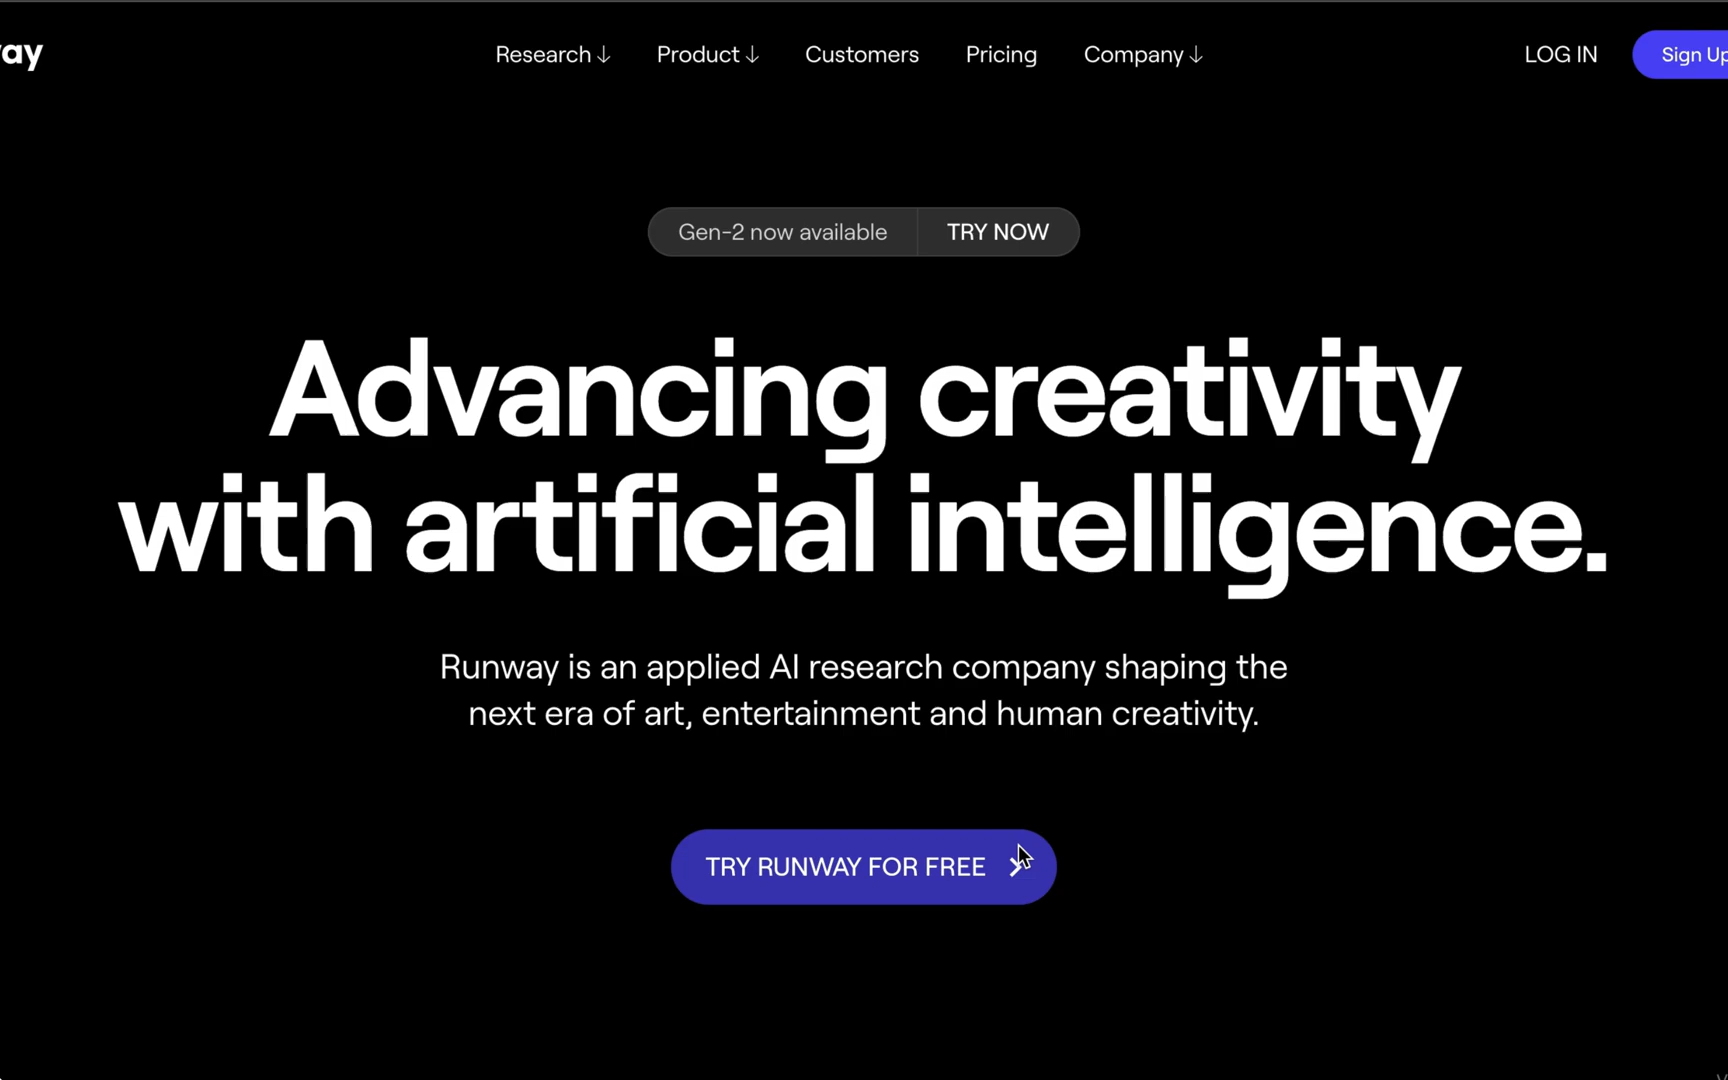 way
Research ↓ Product ↓ Customers Pricing Company ↓ LOG IN Sign Up
Gen-2 now available TRY NOW
Advancing creativity
with artificial intelligence.
Runway is an applied AI research company shaping the
next era of art, entertainment and human creativity.
TRY RUNWAY FOR FREE